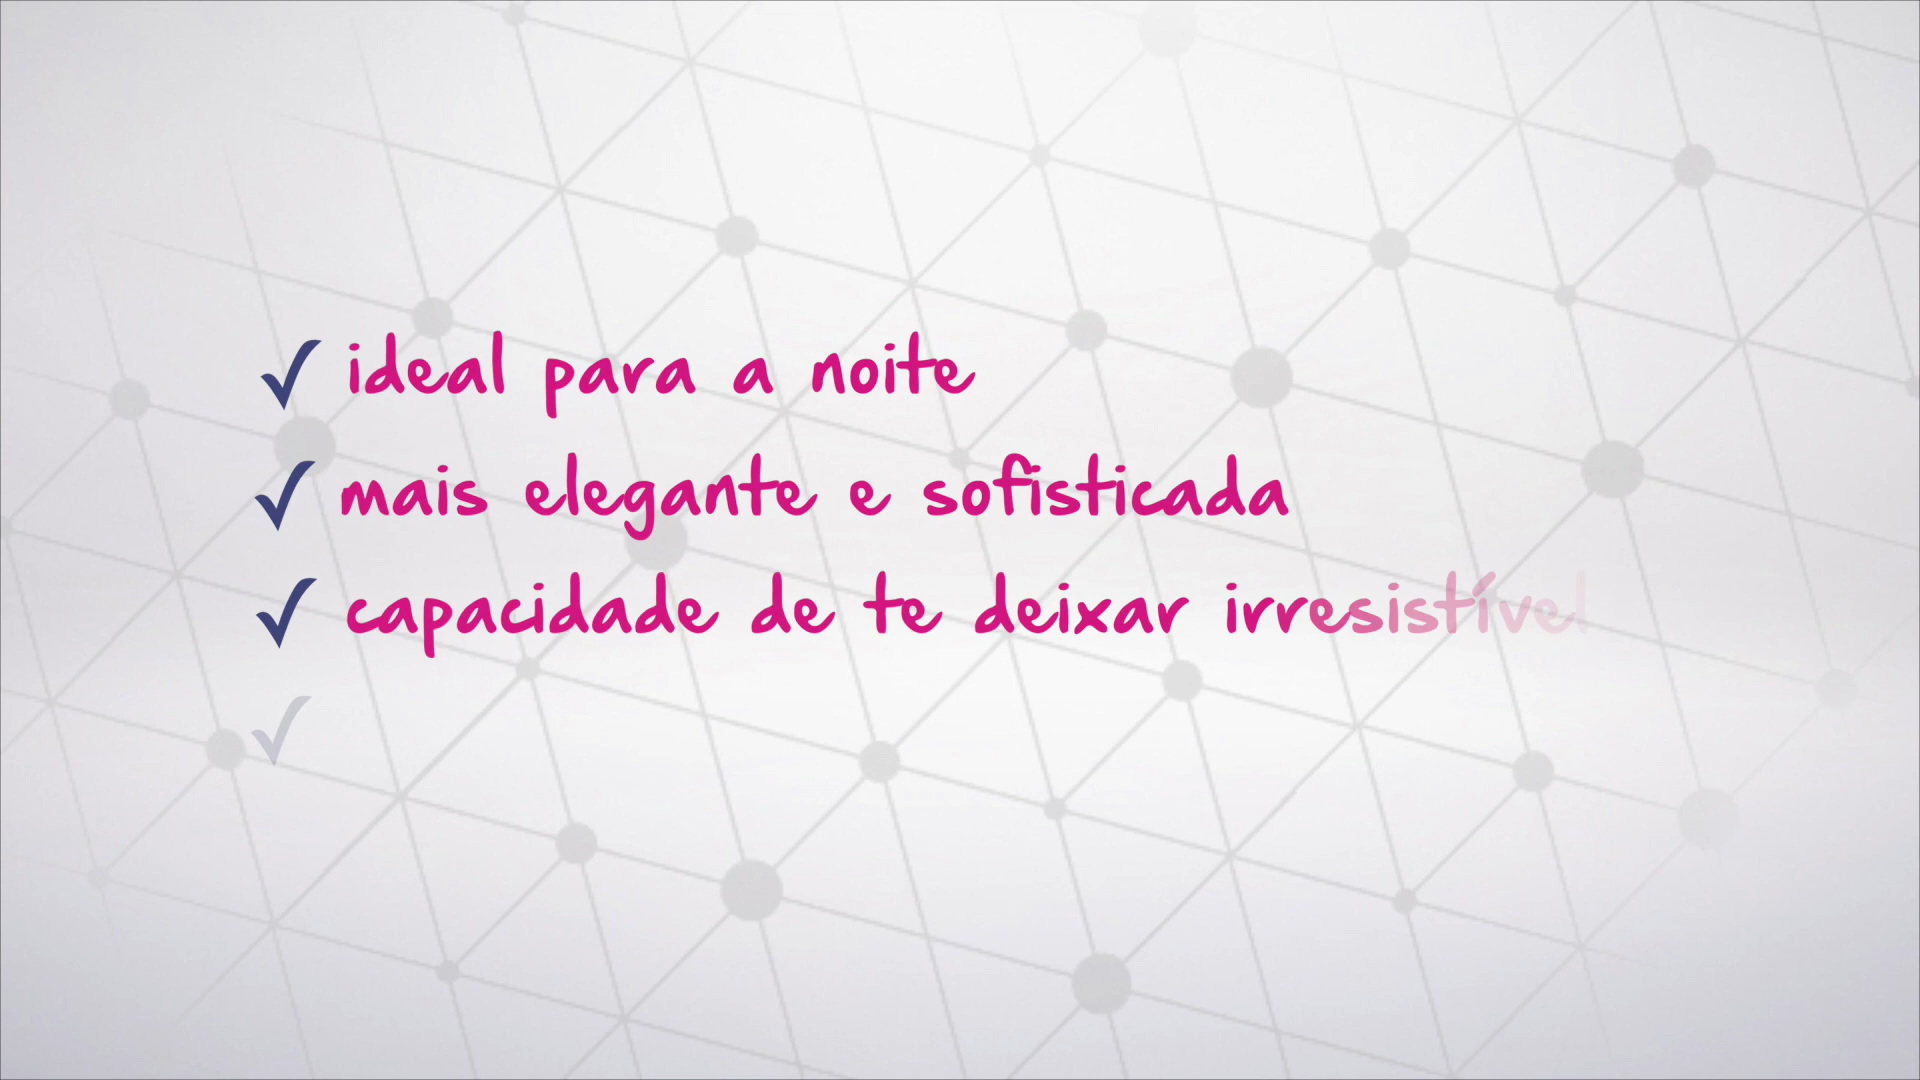 ✓ ideal para a noite
✓ mais elegante e sofisticada
✓ capacidade de te deixar irresistível
✓